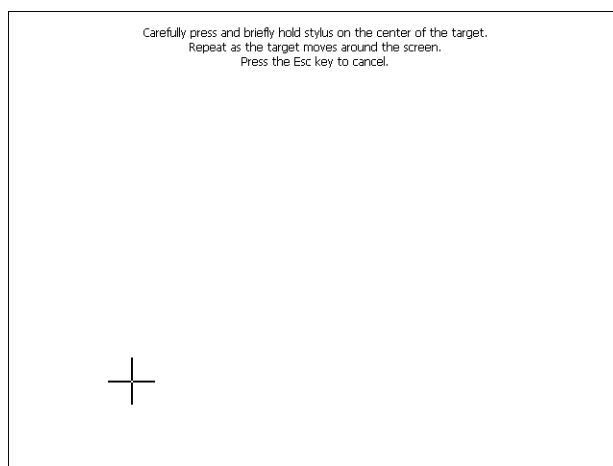 Carefully press and briefly hold stylus on the center of the target.
Repeat as the target moves around the screen.
Press the Esc key to cancel.